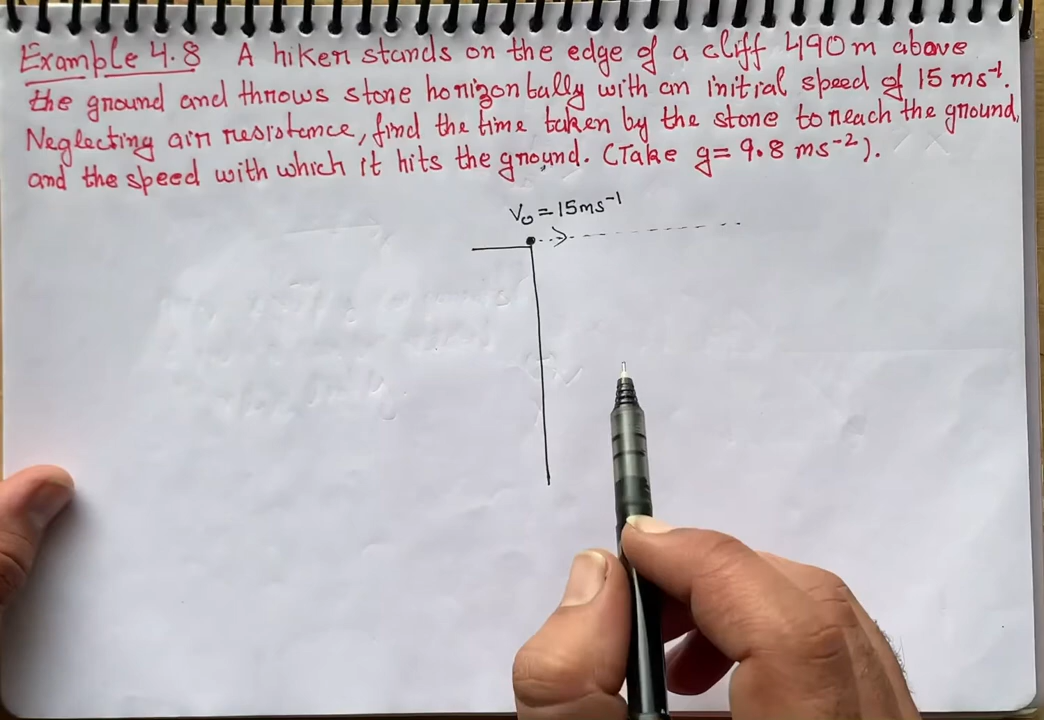 Example 4.8 A hiker stands on the edge of a cliff 490m above
the ground and throws stone horizontally with an initial speed of 15 ms⁻¹.
Neglecting air resistance, find the time taken by the stone to reach the ground,
and the speed with which it hits the ground. (Take g= 9.8 ms⁻²).
V₀ = 15ms⁻¹